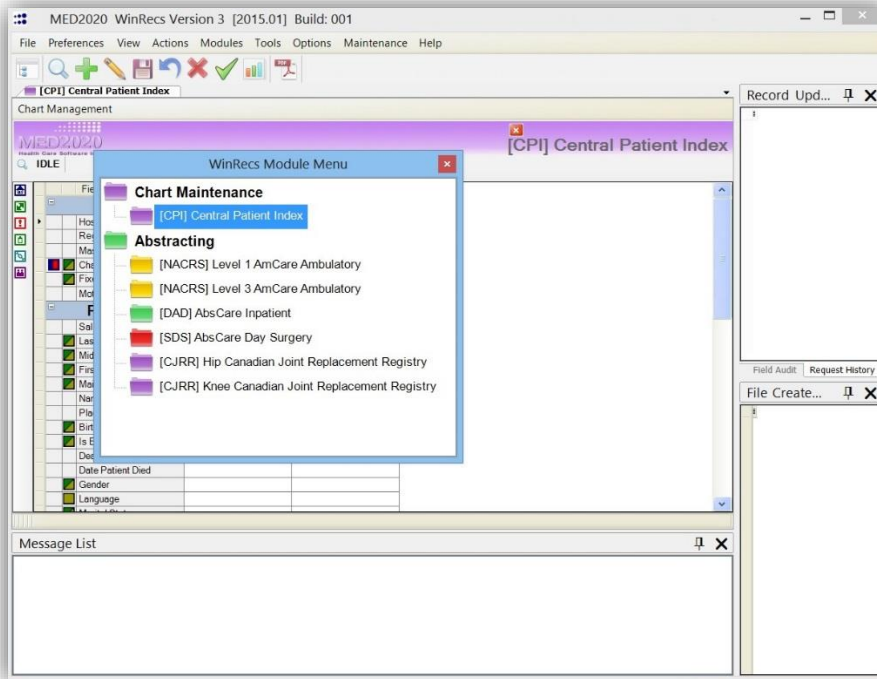 MED2020 WinRecs Version 3 [2015.01] Build: 001
File Preferences View Actions Modules Tools Options Maintenance Help
[CPI] Central Patient Index
Chart Management
MED2020
[CPI] Central Patient Index
IDLE
WinRecs Module Menu
Chart Maintenance
[CPI] Central Patient Index
Abstracting
[NACRS] Level 1 AmCare Ambulatory
[NACRS] Level 3 AmCare Ambulatory
[DAD] AbsCare Inpatient
[SDS] AbsCare Day Surgery
[CJRR] Hip Canadian Joint Replacement Registry
[CJRR] Knee Canadian Joint Replacement Registry
Date Patient Died
Gender
Language
Record Upd...
1
Field Audit Request History
File Create...
1
Message List